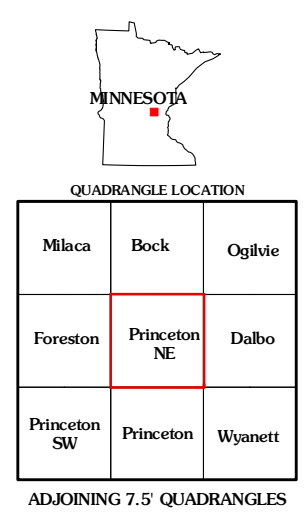 MINNESOTA
QUADRANGLE LOCATION
Milaca
Bock
Ogilvie
Foreston
Princeton
NE
Dalbo
Princeton
SW
Princeton
Wyanett
ADJOINING 7.5' QUADRANGLES